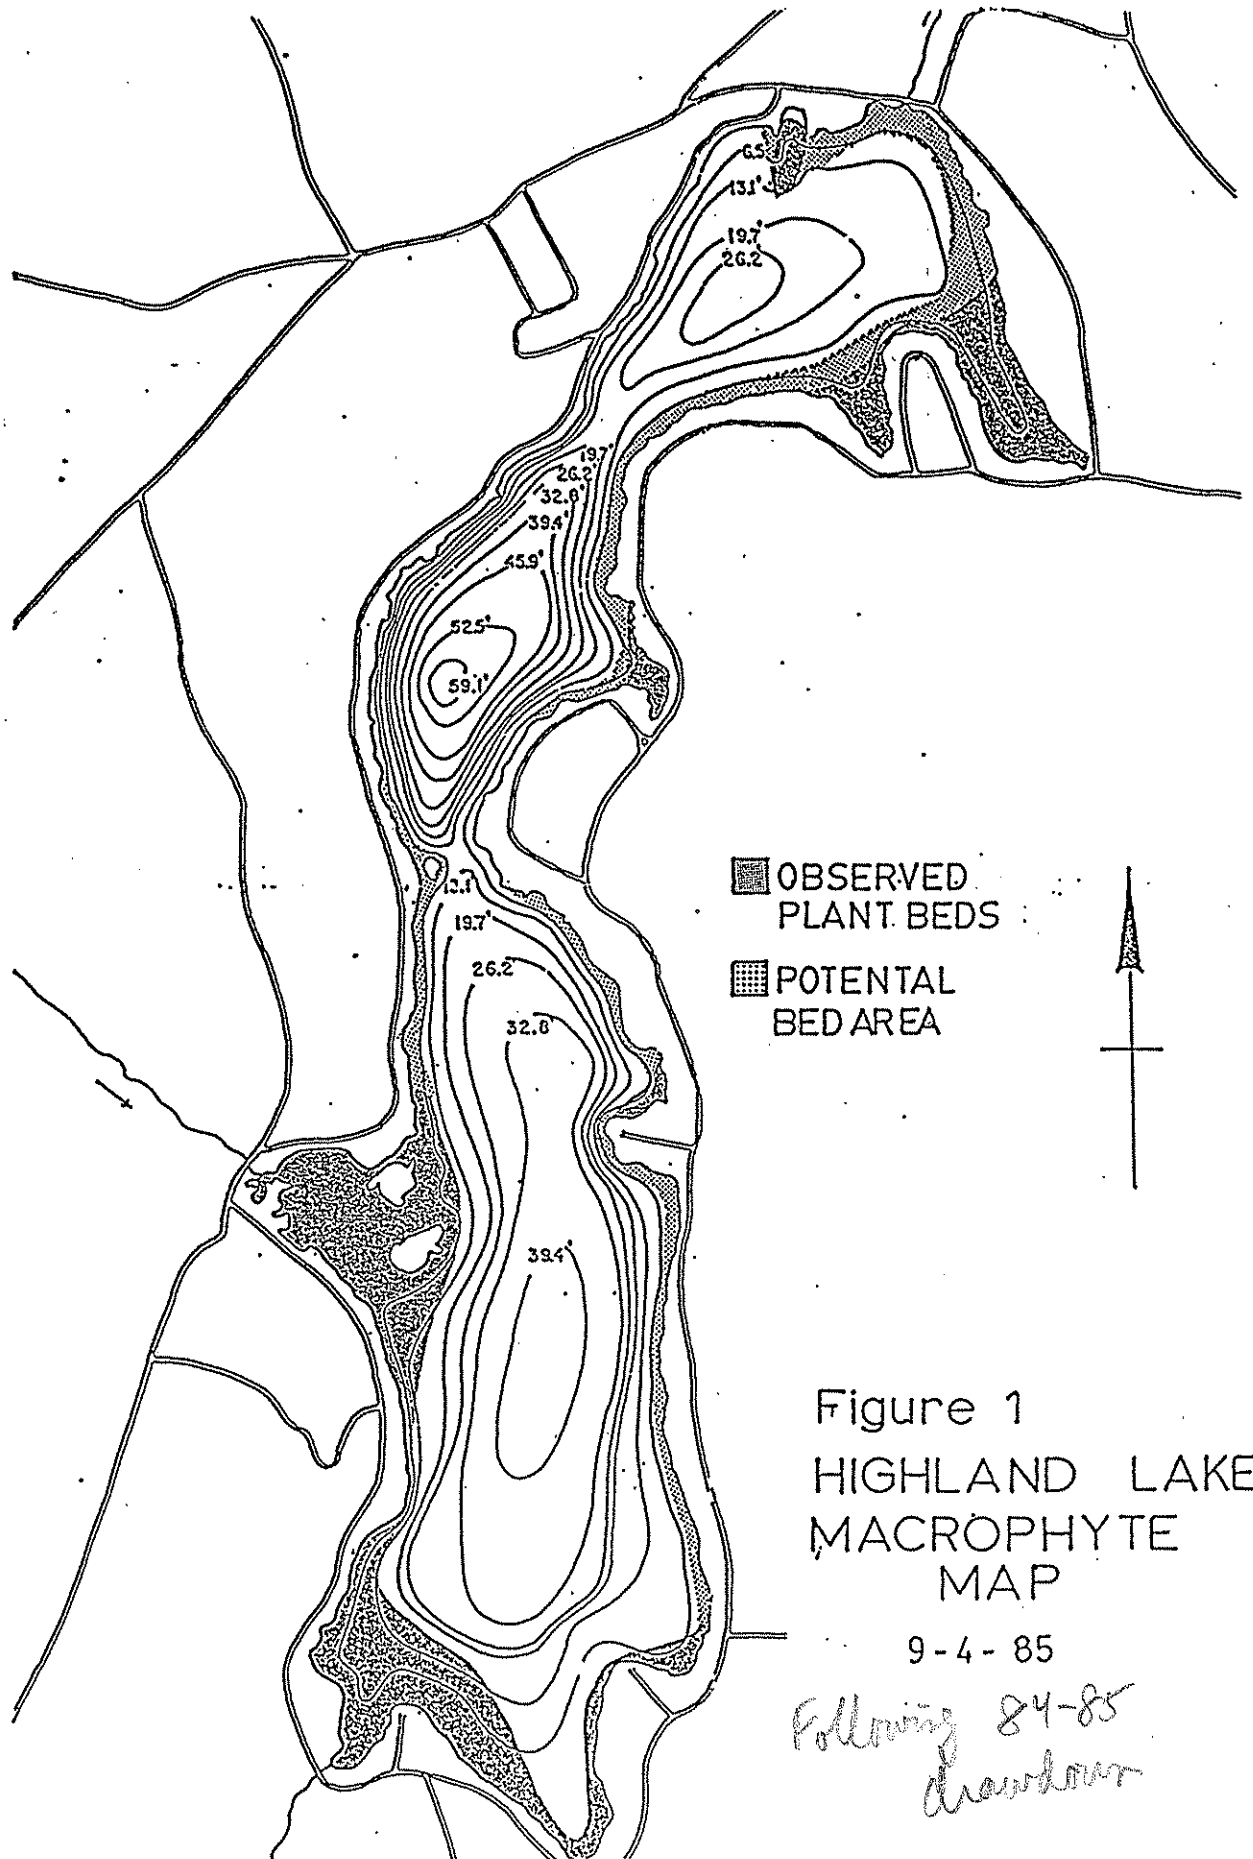 6.5'
13.1'
19.7'
26.2'
19.7'
26.2'
32.8'
39.4'
45.9'
52.5'
59.1'
13.1'
19.7'
26.2'
32.8'
39.4'
OBSERVED
PLANT BEDS
POTENTAL
BED AREA
Figure 1
HIGHLAND LAKE
MACROPHYTE
MAP
9-4-85
Following 84-85
drawdown